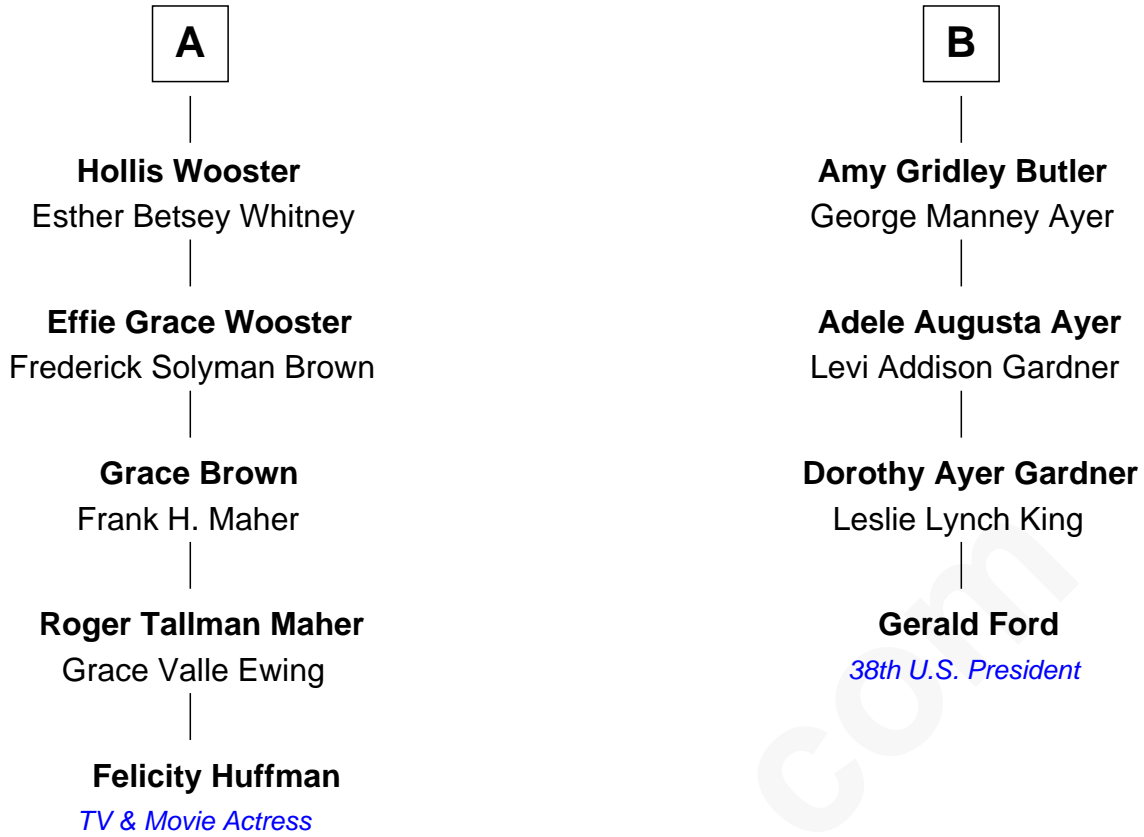 A
Hollis Wooster
Esther Betsey Whitney
Effie Grace Wooster
Frederick Solyman Brown
Grace Brown
Frank H. Maher
Roger Tallman Maher
Grace Valle Ewing
Felicity Huffman
TV & Movie Actress
B
Amy Gridley Butler
George Manney Ayer
Adele Augusta Ayer
Levi Addison Gardner
Dorothy Ayer Gardner
Leslie Lynch King
Gerald Ford
38th U.S. President
com